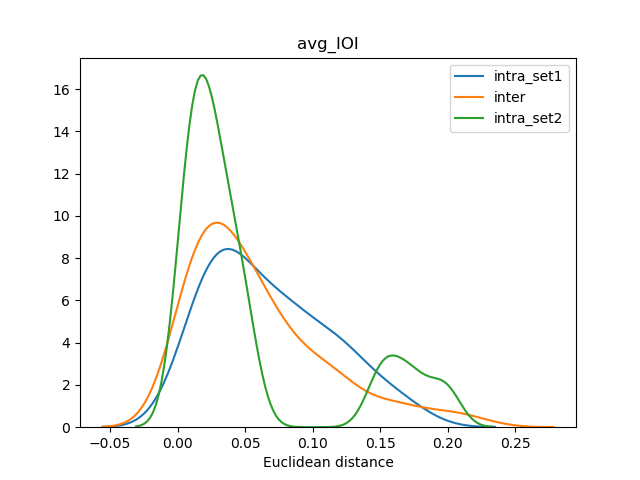 avg_IOI
intra_set1
inter
intra_set2
16
14
12
10
8
6
4
2
0
−0.05 0.00 0.05 0.10 0.15 0.20 0.25
Euclidean distance